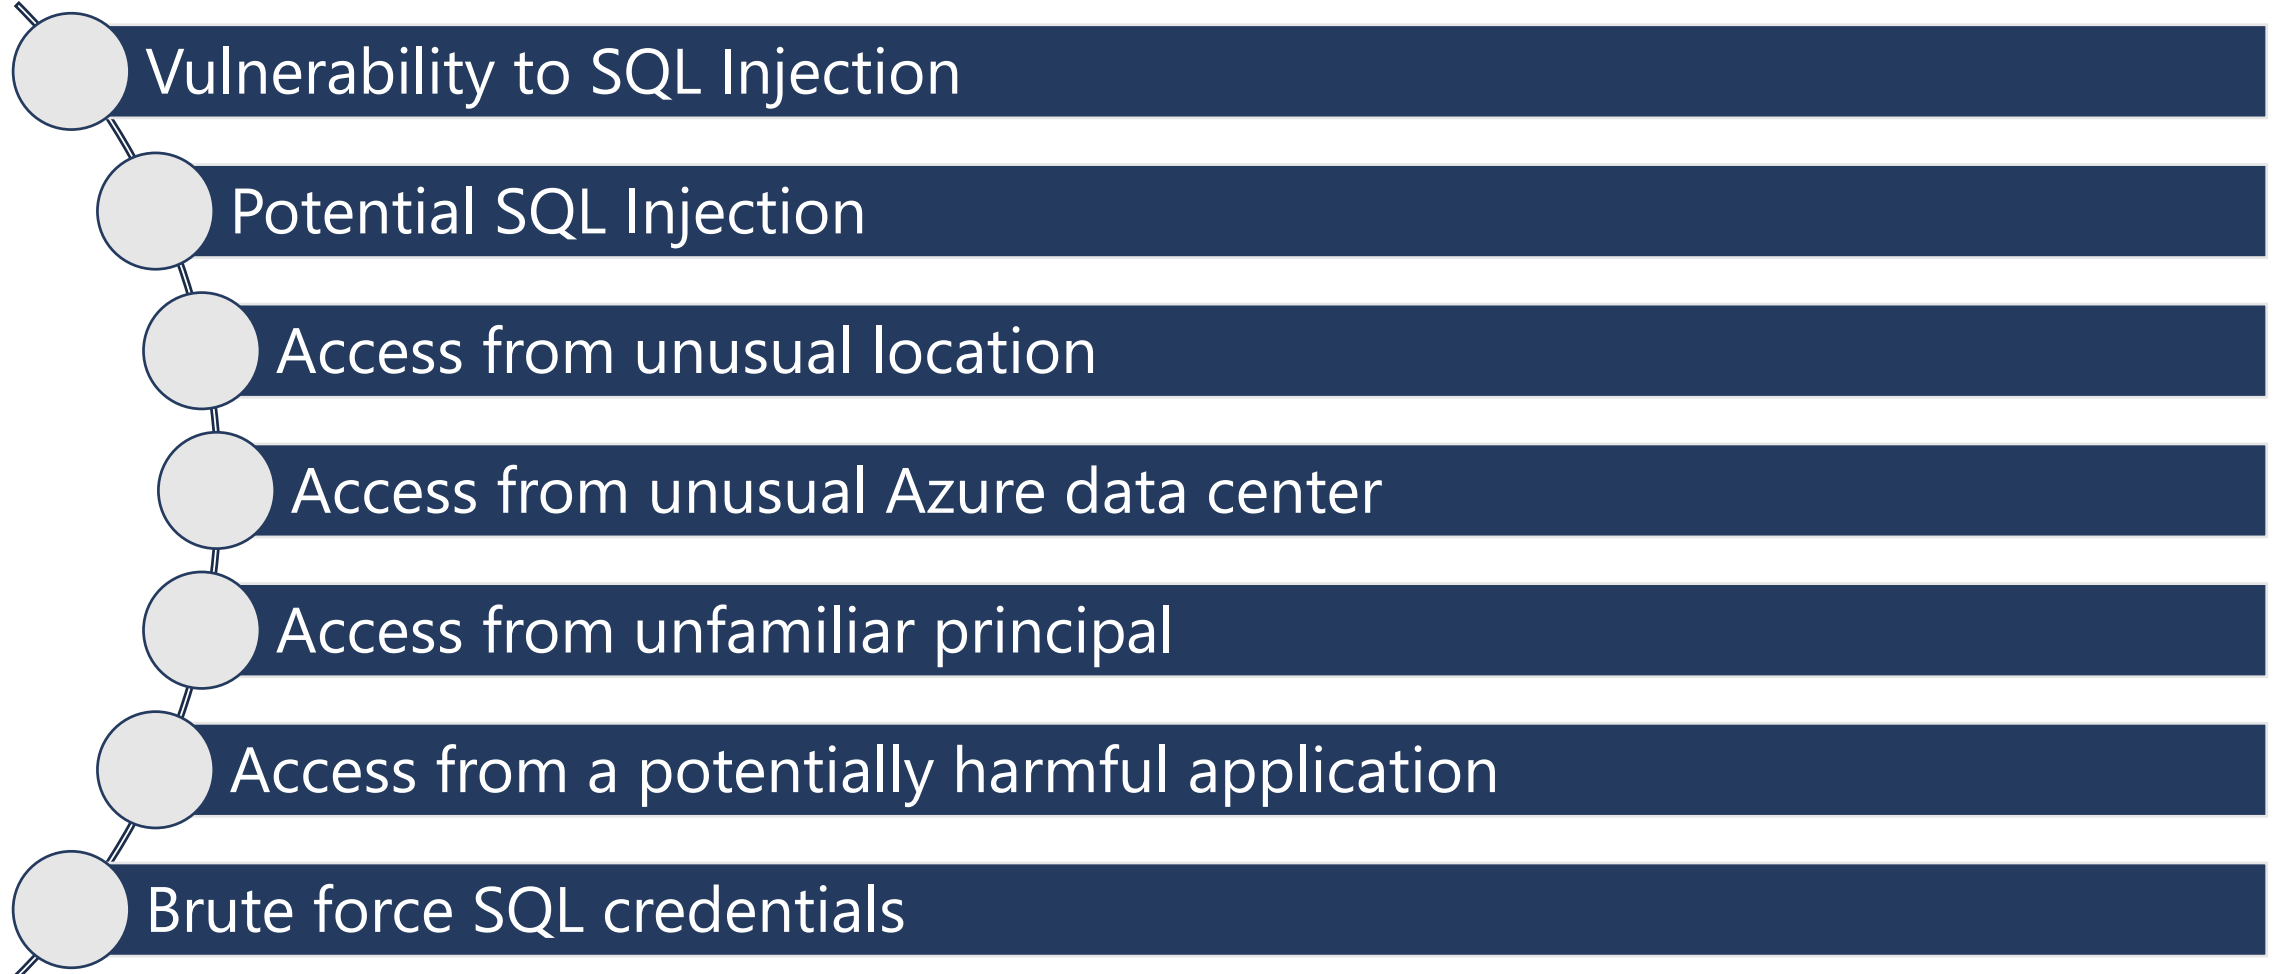 Vulnerability to SQL Injection
Potential SQL Injection
Access from unusual location
Access from unusual Azure data center
Access from unfamiliar principal
Access from a potentially harmful application
Brute force SQL credentials